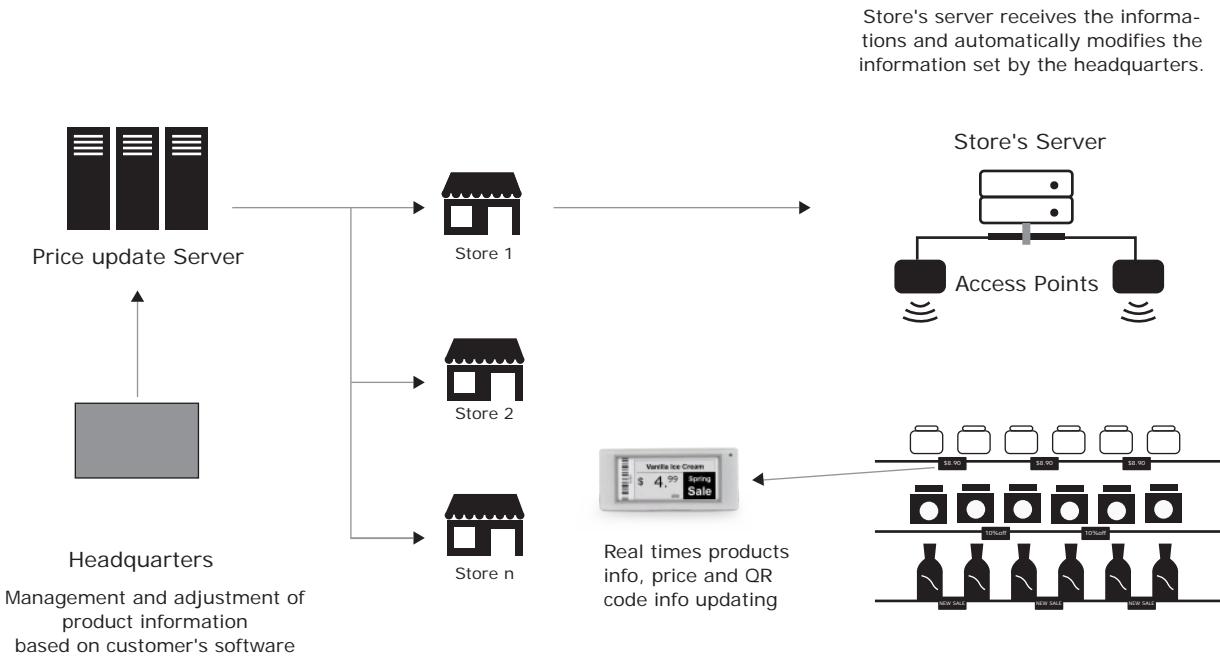 Store's server receives the informa-
tions and automatically modifies the
information set by the headquarters.
Store's Server
Price update Server
Store 1
Access Points
Store 2
Vanilla Ice Cream
$ 4.99
Spring
Sale
$8.90
$8.90
$8.90
10%off
10%off
NEW SALE
NEW SALE
NEW SALE
Store n
Real times products
info, price and QR
code info updating
Headquarters
Management and adjustment of
product information
based on customer's software